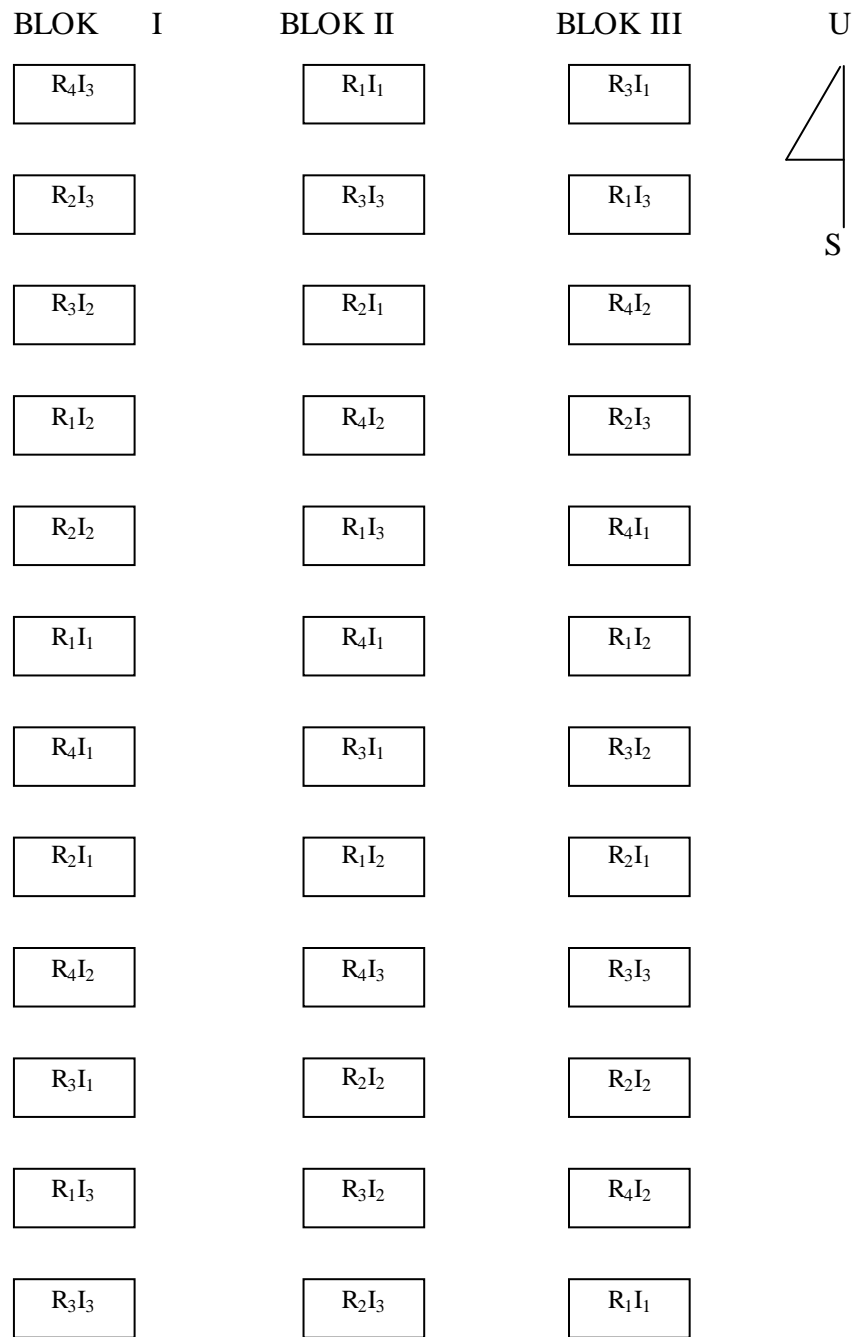 BLOK I BLOK II BLOK III U
R₄I₃ R₁I₁ R₃I₁
R₂I₃ R₃I₃ R₁I₃
S
R₃I₂ R₂I₁ R₄I₂
R₁I₂ R₄I₂ R₂I₃
R₂I₂ R₁I₃ R₄I₁
R₁I₁ R₄I₁ R₁I₂
R₄I₁ R₃I₁ R₃I₂
R₂I₁ R₁I₂ R₂I₁
R₄I₂ R₄I₃ R₃I₃
R₃I₁ R₂I₂ R₂I₂
R₁I₃ R₃I₂ R₄I₂
R₃I₃ R₂I₃ R₁I₁